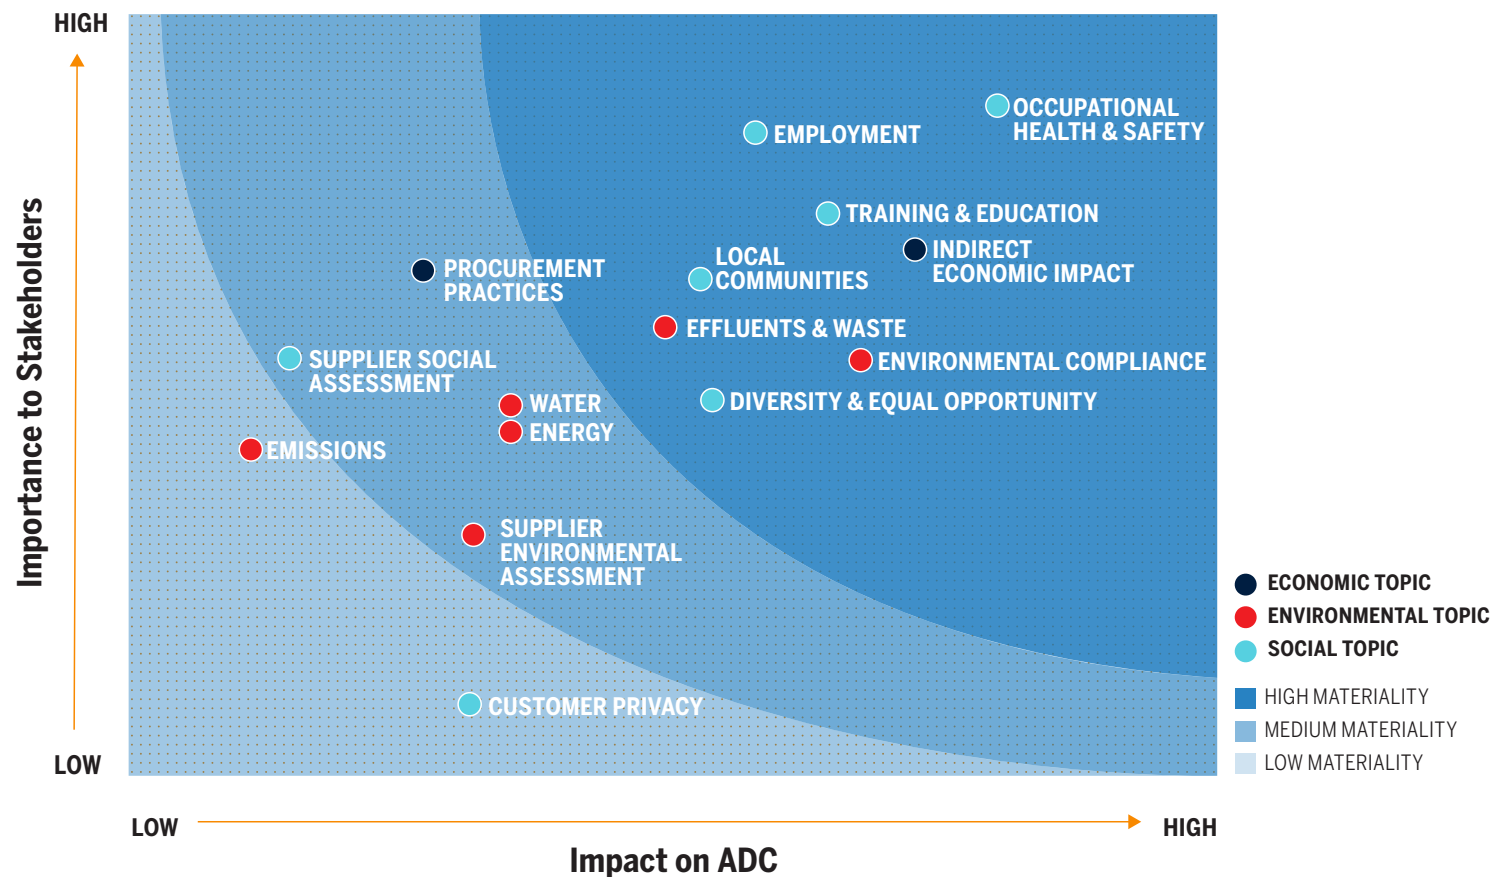 HIGH
Importance to Stakeholders
LOW
OCCUPATIONAL
HEALTH & SAFETY
EMPLOYMENT
TRAINING & EDUCATION
INDIRECT
ECONOMIC IMPACT
LOCAL
COMMUNITIES
PROCUREMENT
PRACTICES
EFFLUENTS & WASTE
ENVIRONMENTAL COMPLIANCE
SUPPLIER SOCIAL
ASSESSMENT
DIVERSITY & EQUAL OPPORTUNITY
WATER
ENERGY
EMISSIONS
SUPPLIER
ENVIRONMENTAL
ASSESSMENT
CUSTOMER PRIVACY
ECONOMIC TOPIC
ENVIRONMENTAL TOPIC
SOCIAL TOPIC
HIGH MATERIALITY
MEDIUM MATERIALITY
LOW MATERIALITY
LOW
HIGH
Impact on ADC